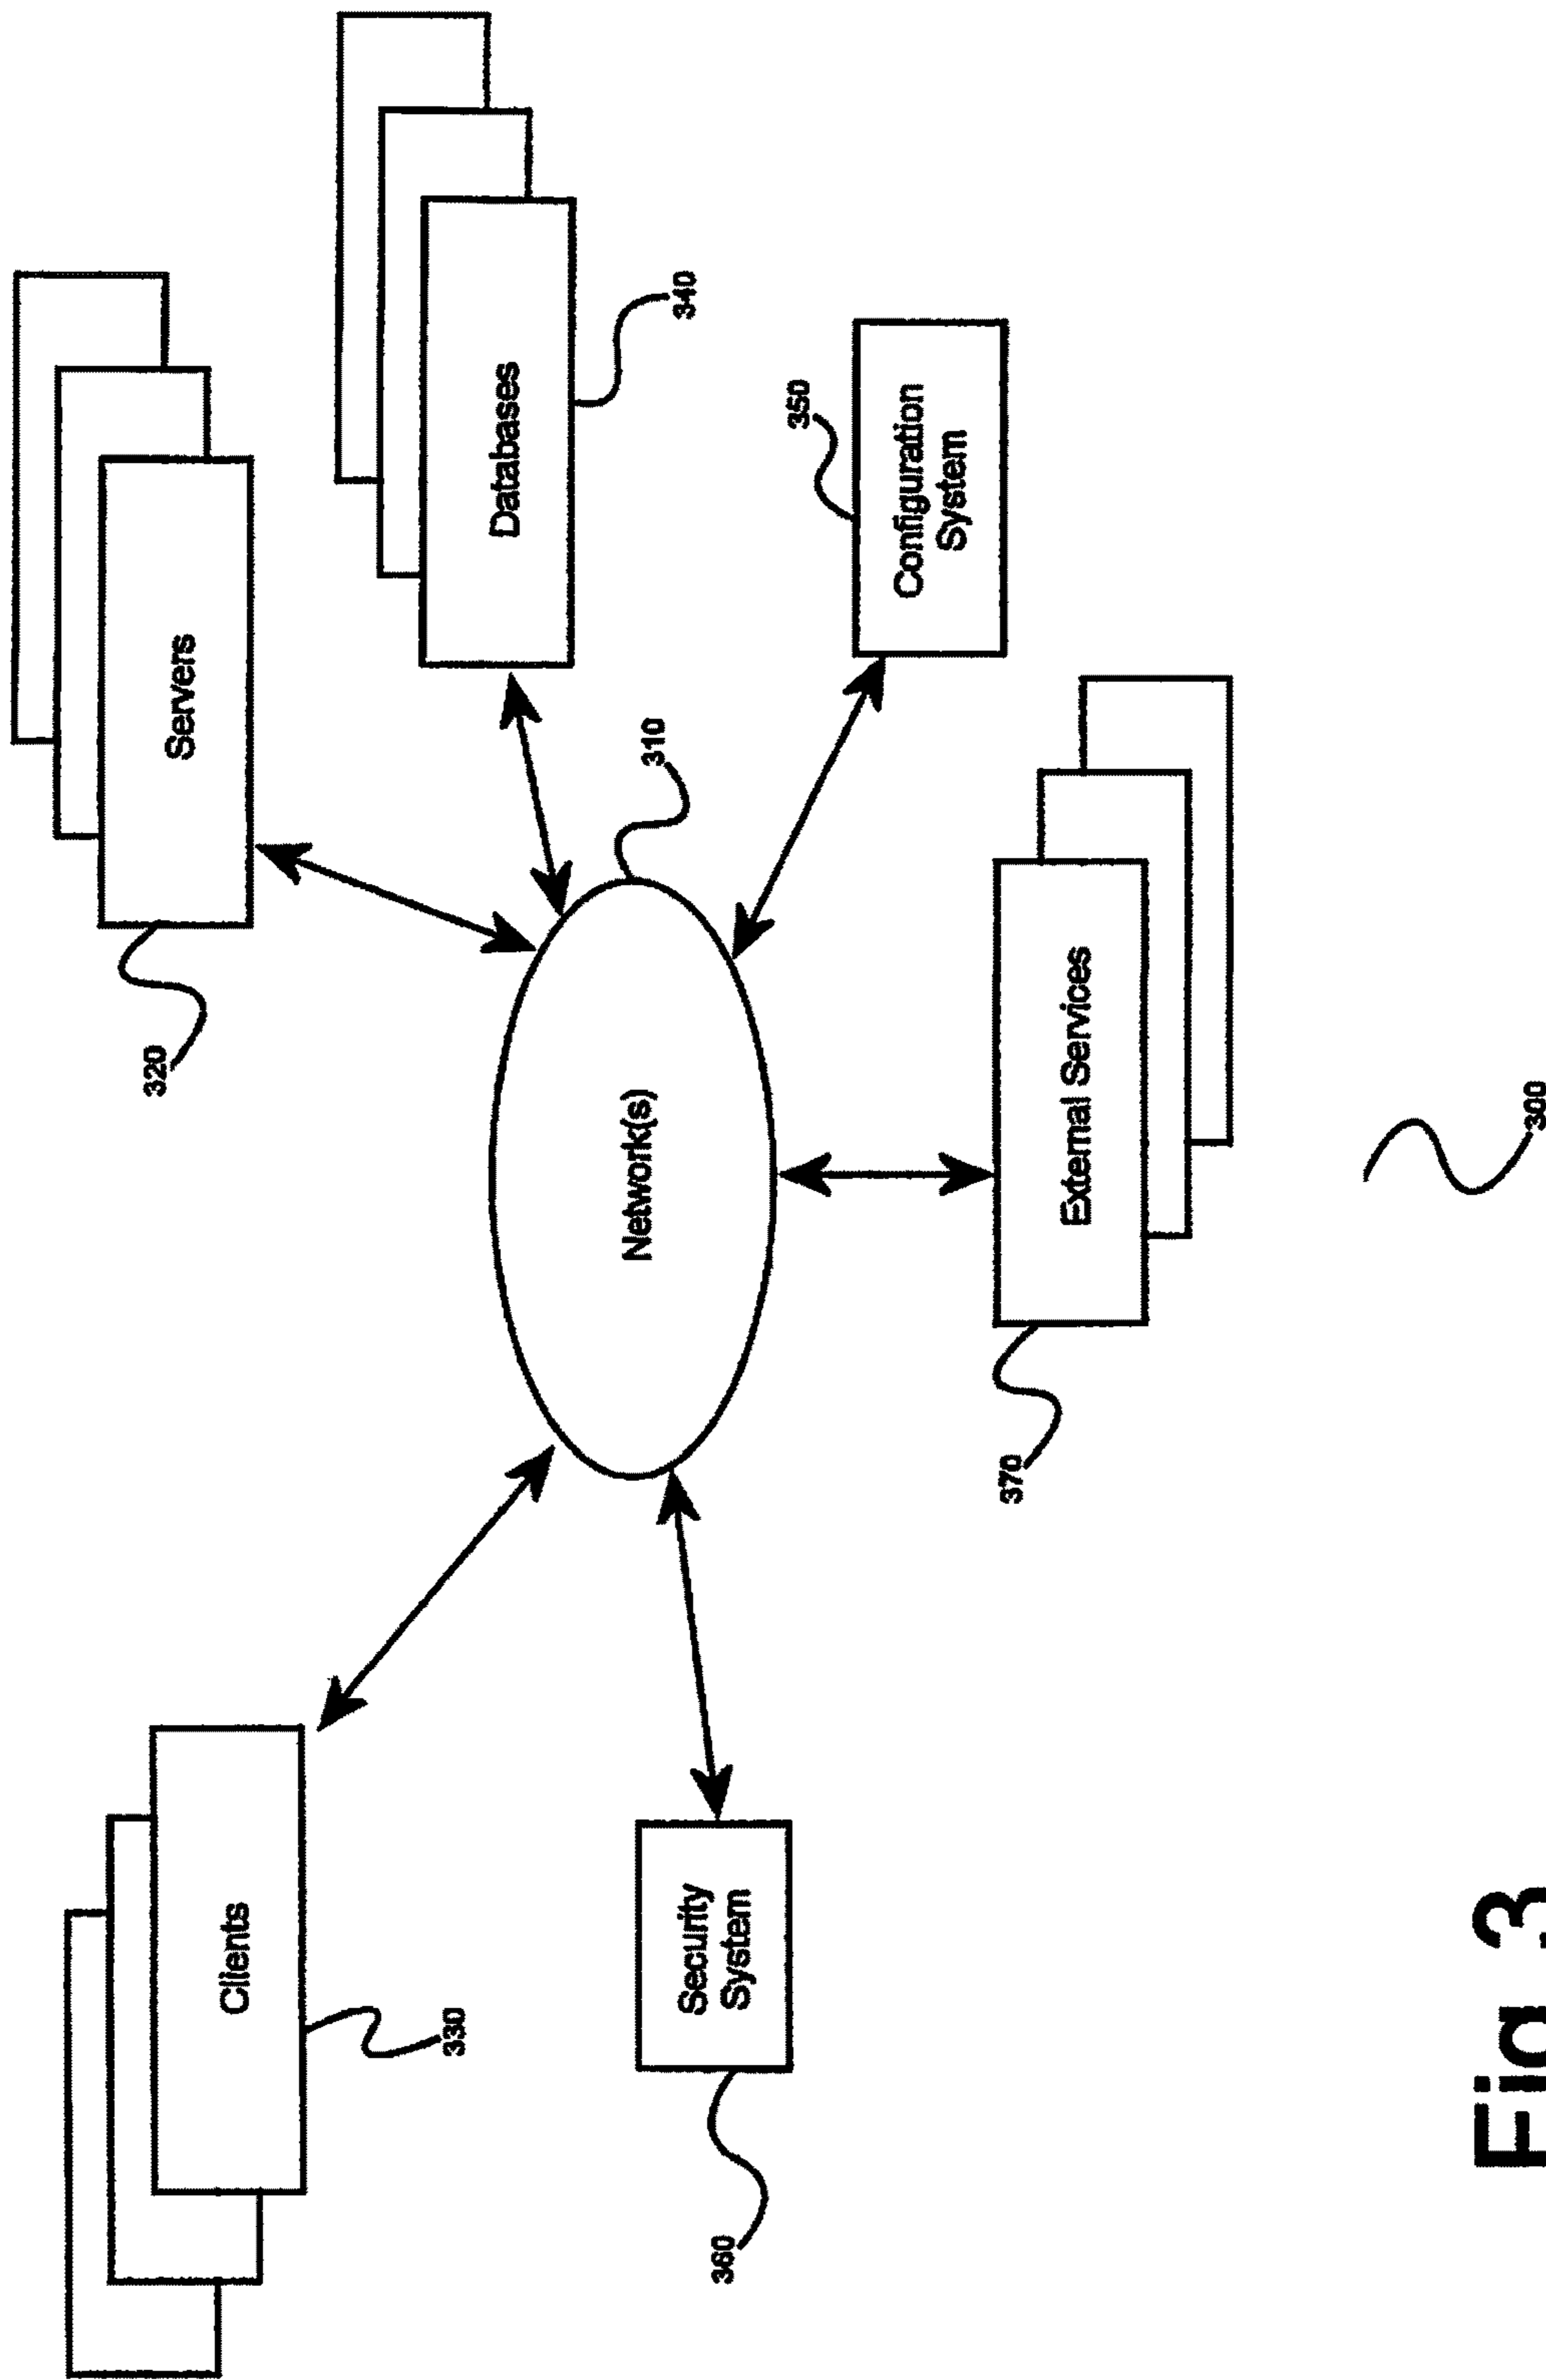 Servers
320
Clients
330
Databases
340
Network(s)
310
Security
System
360
Configuration
System
350
External Services
370
300
Fig. 3